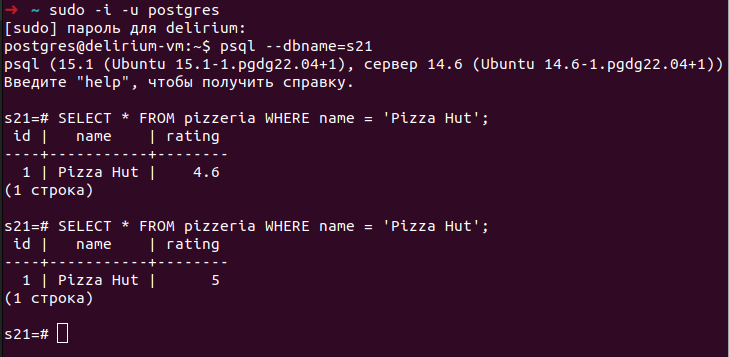 ➜ ~ sudo -i -u postgres
[sudo] пароль для delirium:
postgres@delirium-vm:~$ psql --dbname=s21
psql (15.1 (Ubuntu 15.1-1.pgdg22.04+1), сервер 14.6 (Ubuntu 14.6-1.pgdg22.04+1))
Введите "help", чтобы получить справку.
s21=# SELECT * FROM pizzeria WHERE name = 'Pizza Hut';
 id |   name    | rating
----+-----------+--------
  1 | Pizza Hut |    4.6
(1 строка)
s21=# SELECT * FROM pizzeria WHERE name = 'Pizza Hut';
 id |   name    | rating
----+-----------+--------
  1 | Pizza Hut |      5
(1 строка)
s21=#